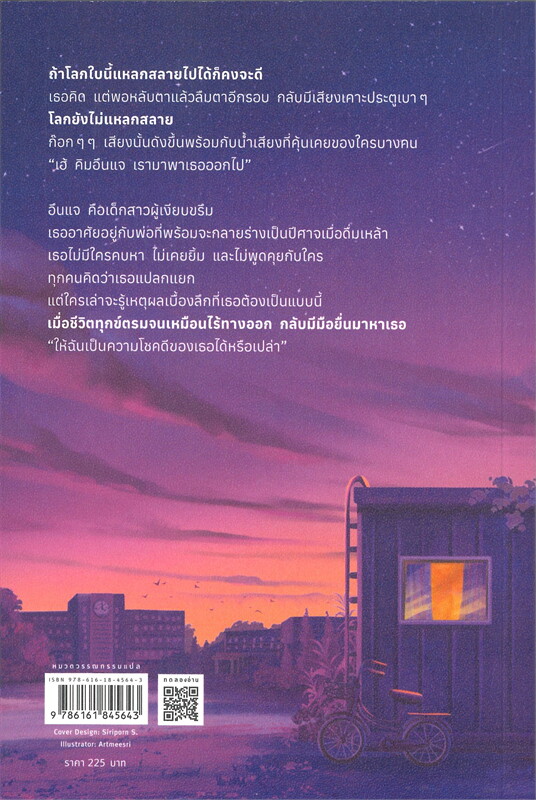 ถ้าโลกใบนี้แหลกสลายไปได้ก็คงจะดี
เธอคิด แต่พอหลับตาแล้วลืมตาอีกรอบ กลับมีเสียงเคาะประตูเบา ๆ
โลกยังไม่แหลกสลาย
ก๊อก ๆ ๆ เสียงนั้นดังขึ้นพร้อมกับน้ำเสียงที่คุ้นเคยของใครบางคน
“เฮ้ คิมอึนแจ เรามาพาเธอออกไป”
อึนแจ คือเด็กสาวผู้เงียบขรึม
เธออาศัยอยู่กับพ่อที่พร้อมจะกลายร่างเป็นปีศาจเมื่อดื่มเหล้า
เธอไม่มีใครคบหา ไม่เคยยิ้ม และไม่พูดคุยกับใคร
ทุกคนคิดว่าเธอแปลกแยก
แต่ใครเล่าจะรู้เหตุผลเบื้องลึกที่เธอต้องเป็นแบบนี้
เมื่อชีวิตทุกข์ตรมจนเหมือนไร้ทางออก กลับมีมือยื่นมาหาเธอ
“ให้ฉันเป็นความโชคดีของเธอได้หรือเปล่า”
หมวดวรรณกรรมแปล
ISBN 978-616-18-4564-3
ทดลองอ่าน
9 786161 845643
Cover Design: Siriporn S.
Illustrator: Artmeesri
ราคา 225 บาท